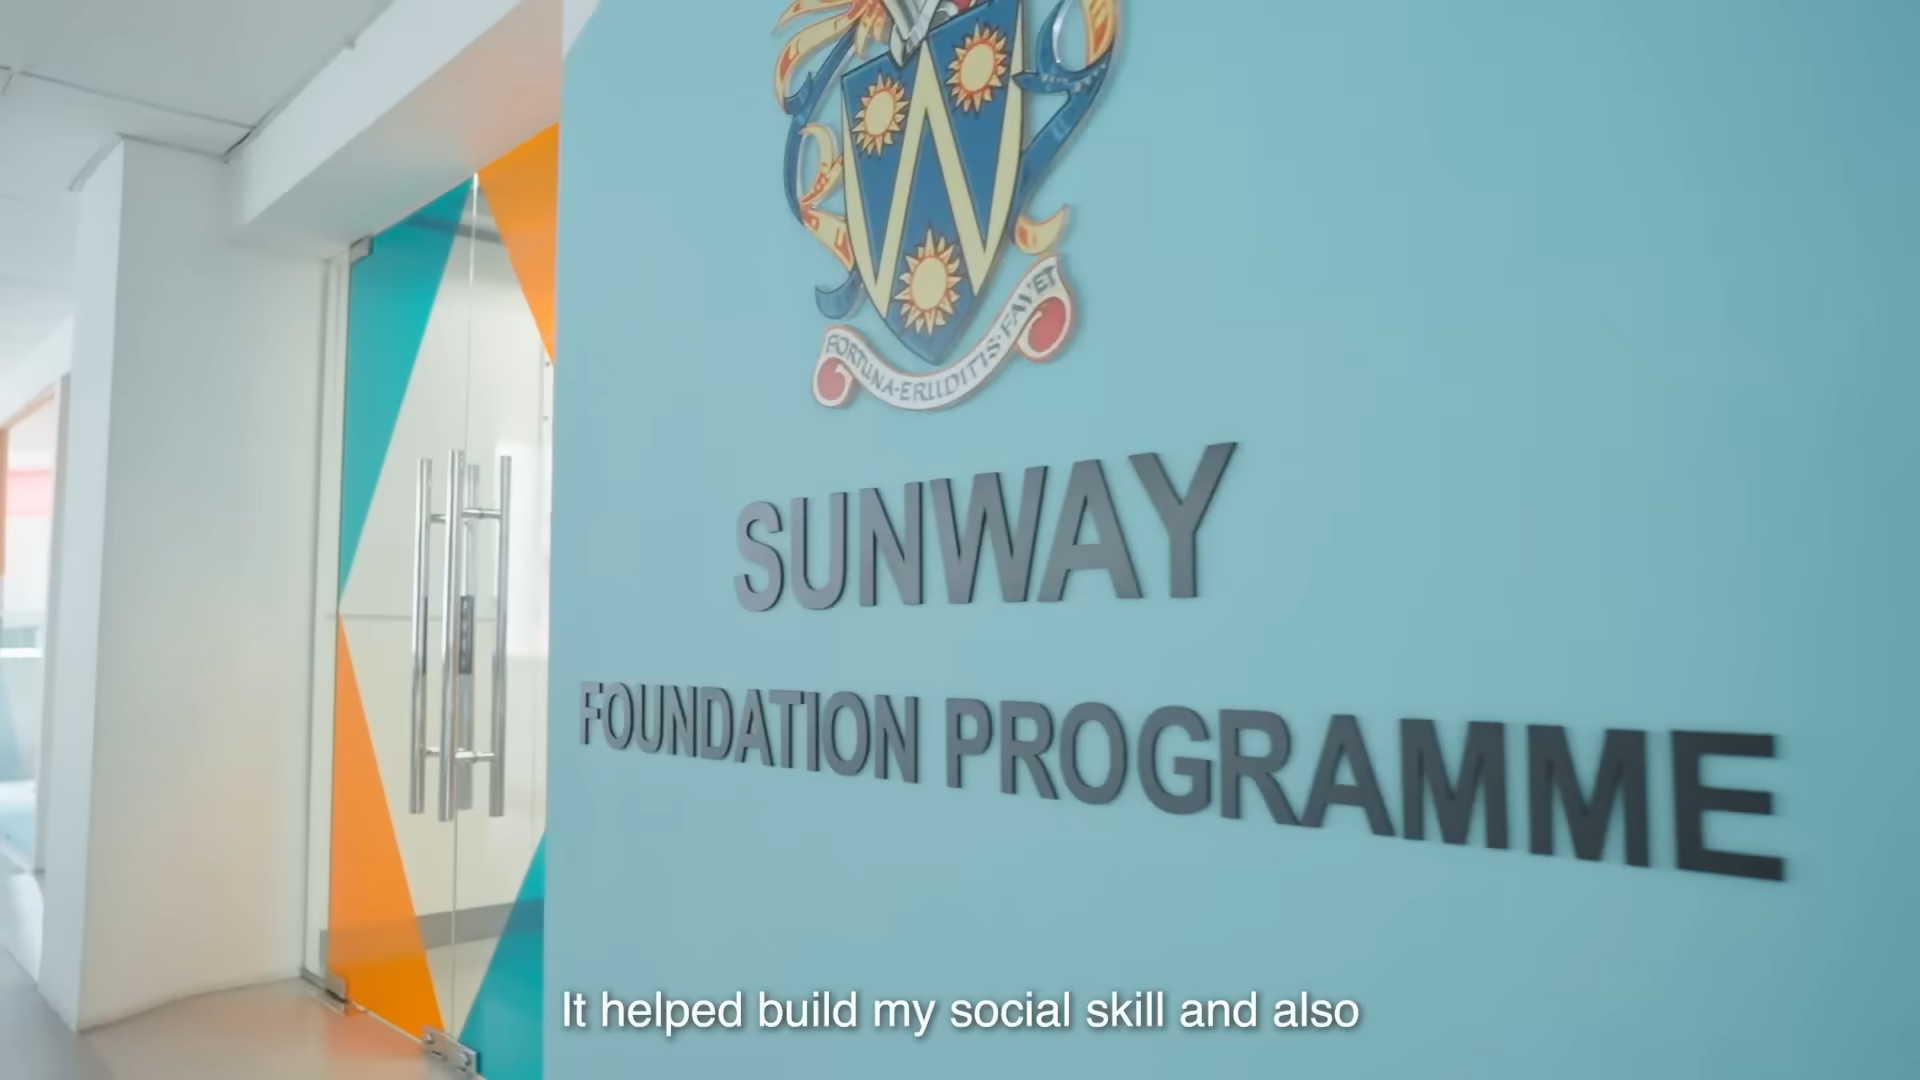 FORTUNA·ERUDITIS·FAVET
SUNWAY
FOUNDATION PROGRAMME
It helped build my social skill and also